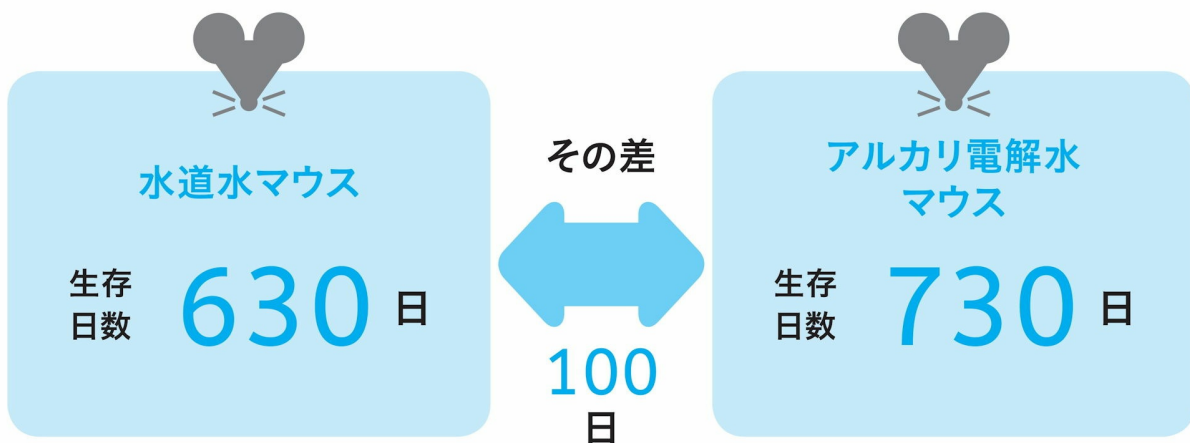 水道水マウス
生存
日数
630 日
その差
100
日
アルカリ電解水
マウス
生存
日数
730 日